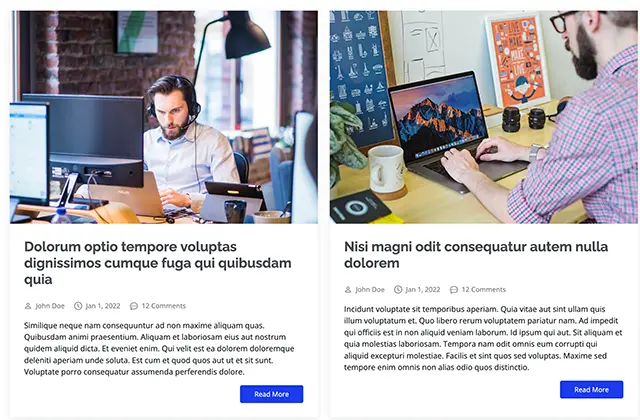 Dolorum optio tempore voluptas
dignissimos cumque fuga qui quibusdam
quia
John Doe Jan 1, 2022 12 Comments
Similique neque nam consequuntur ad non maxime aliquam quas.
Quibusdam animi praesentium. Aliquam et laboriosam eius aut nostrum
quidem aliquid dicta. Et eveniet enim. Qui velit est ea dolorem doloremque
deleniti aperiam unde soluta. Est cum et quod quos aut ut et sit sunt.
Voluptate porro consequatur assumenda perferendis dolore.
Read More
Nisi magni odit consequatur autem nulla
dolorem
John Doe Jan 1, 2022 12 Comments
Incidunt voluptate sit temporibus aperiam. Quia vitae aut sint ullam quis
illum voluptatum et. Quo libero rerum voluptatem pariatur nam. Ad impedit
qui officiis est in non aliquid veniam laborum. Id ipsum qui aut. Sit aliquam et
quia molestias laboriosam. Tempora nam odit omnis eum corrupti qui
aliquid excepturi molestiae. Facilis et sint quos sed voluptas. Maxime sed
tempore enim omnis non alias odio quos distinctio.
Read More